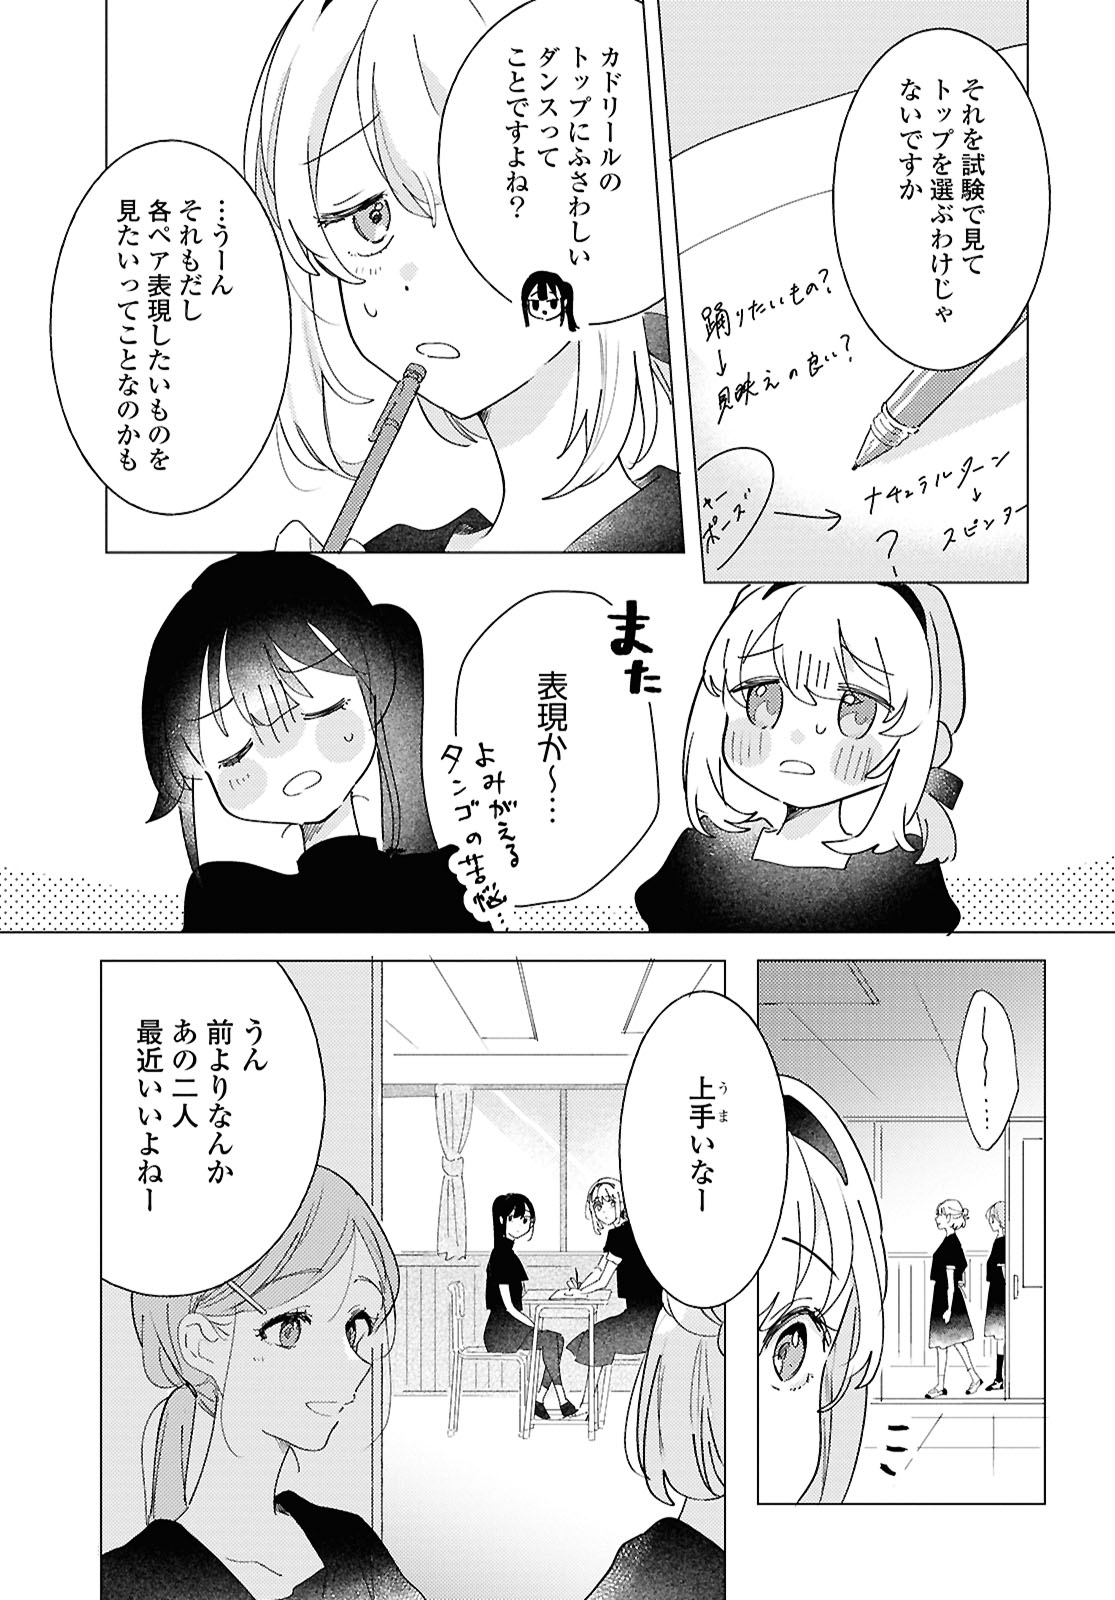 それを試験で見て
トップを選ぶわけじゃ
ないですか
踊りたいもの?
↓
見映えの良い?
ナチュラルターン
↓
スピンター
ポーズ
→
?
カドリールの
トップにふさわしい
ダンスって
ことですよね?
…うーん
それもだし
各ペア表現したいものを
見たいってことなのかも
また
表現か〜…
よみがえる
タンゴの苦悩…
上手いなー
うま
うん
前よりなんか
あの二人
最近いいよねー